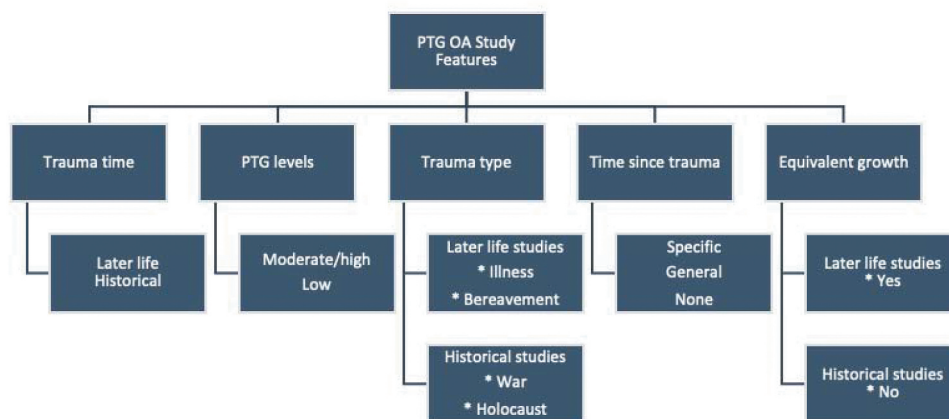 PTG OA Study
Features
Trauma time
PTG levels
Trauma type
Time since trauma
Equivalent growth
Later life
Historical
Moderate/high
Low
Later life studies
* Illness
* Bereavement
Specific
General
None
Later life studies
* Yes
Historical studies
* War
* Holocaust
Historical studies
* No